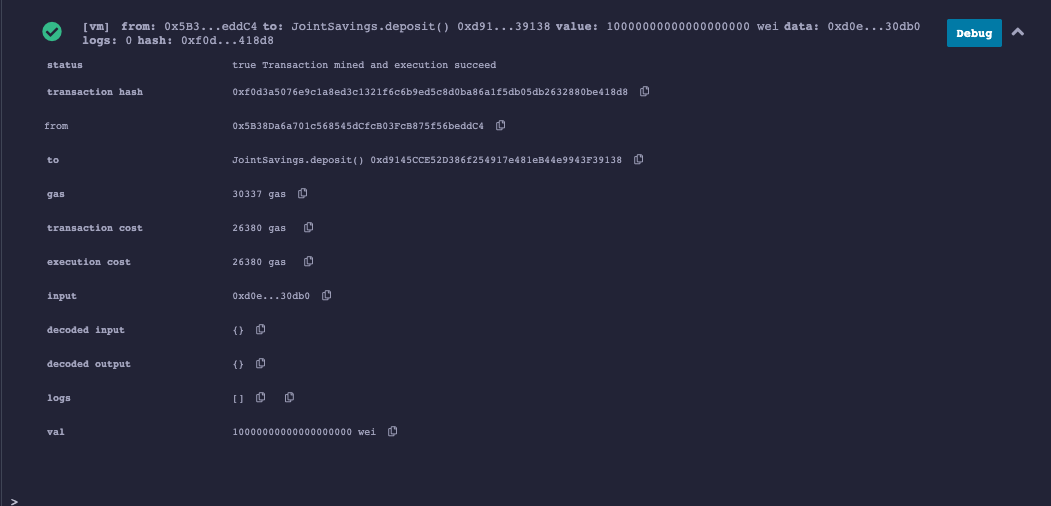 [vm] from: 0x5B3...eddC4 to: JointSavings.deposit() 0xd91...39138 value: 10000000000000000000 wei data: 0xd0e...30db0
logs: 0 hash: 0xf0d...418d8
Debug
status true Transaction mined and execution succeed
transaction hash 0xf0d3a5076e9c1a8ed3c1321f6c6b9ed5c8d0ba86a1f5db05db2632880be418d8
from 0x5B38Da6a701c568545dCfcB03FcB875f56beddC4
to JointSavings.deposit() 0xd9145CCE52D386f254917e481eB44e9943F39138
gas 30337 gas
transaction cost 26380 gas
execution cost 26380 gas
input 0xd0e...30db0
decoded input {}
decoded output {}
logs []
val 10000000000000000000 wei
>